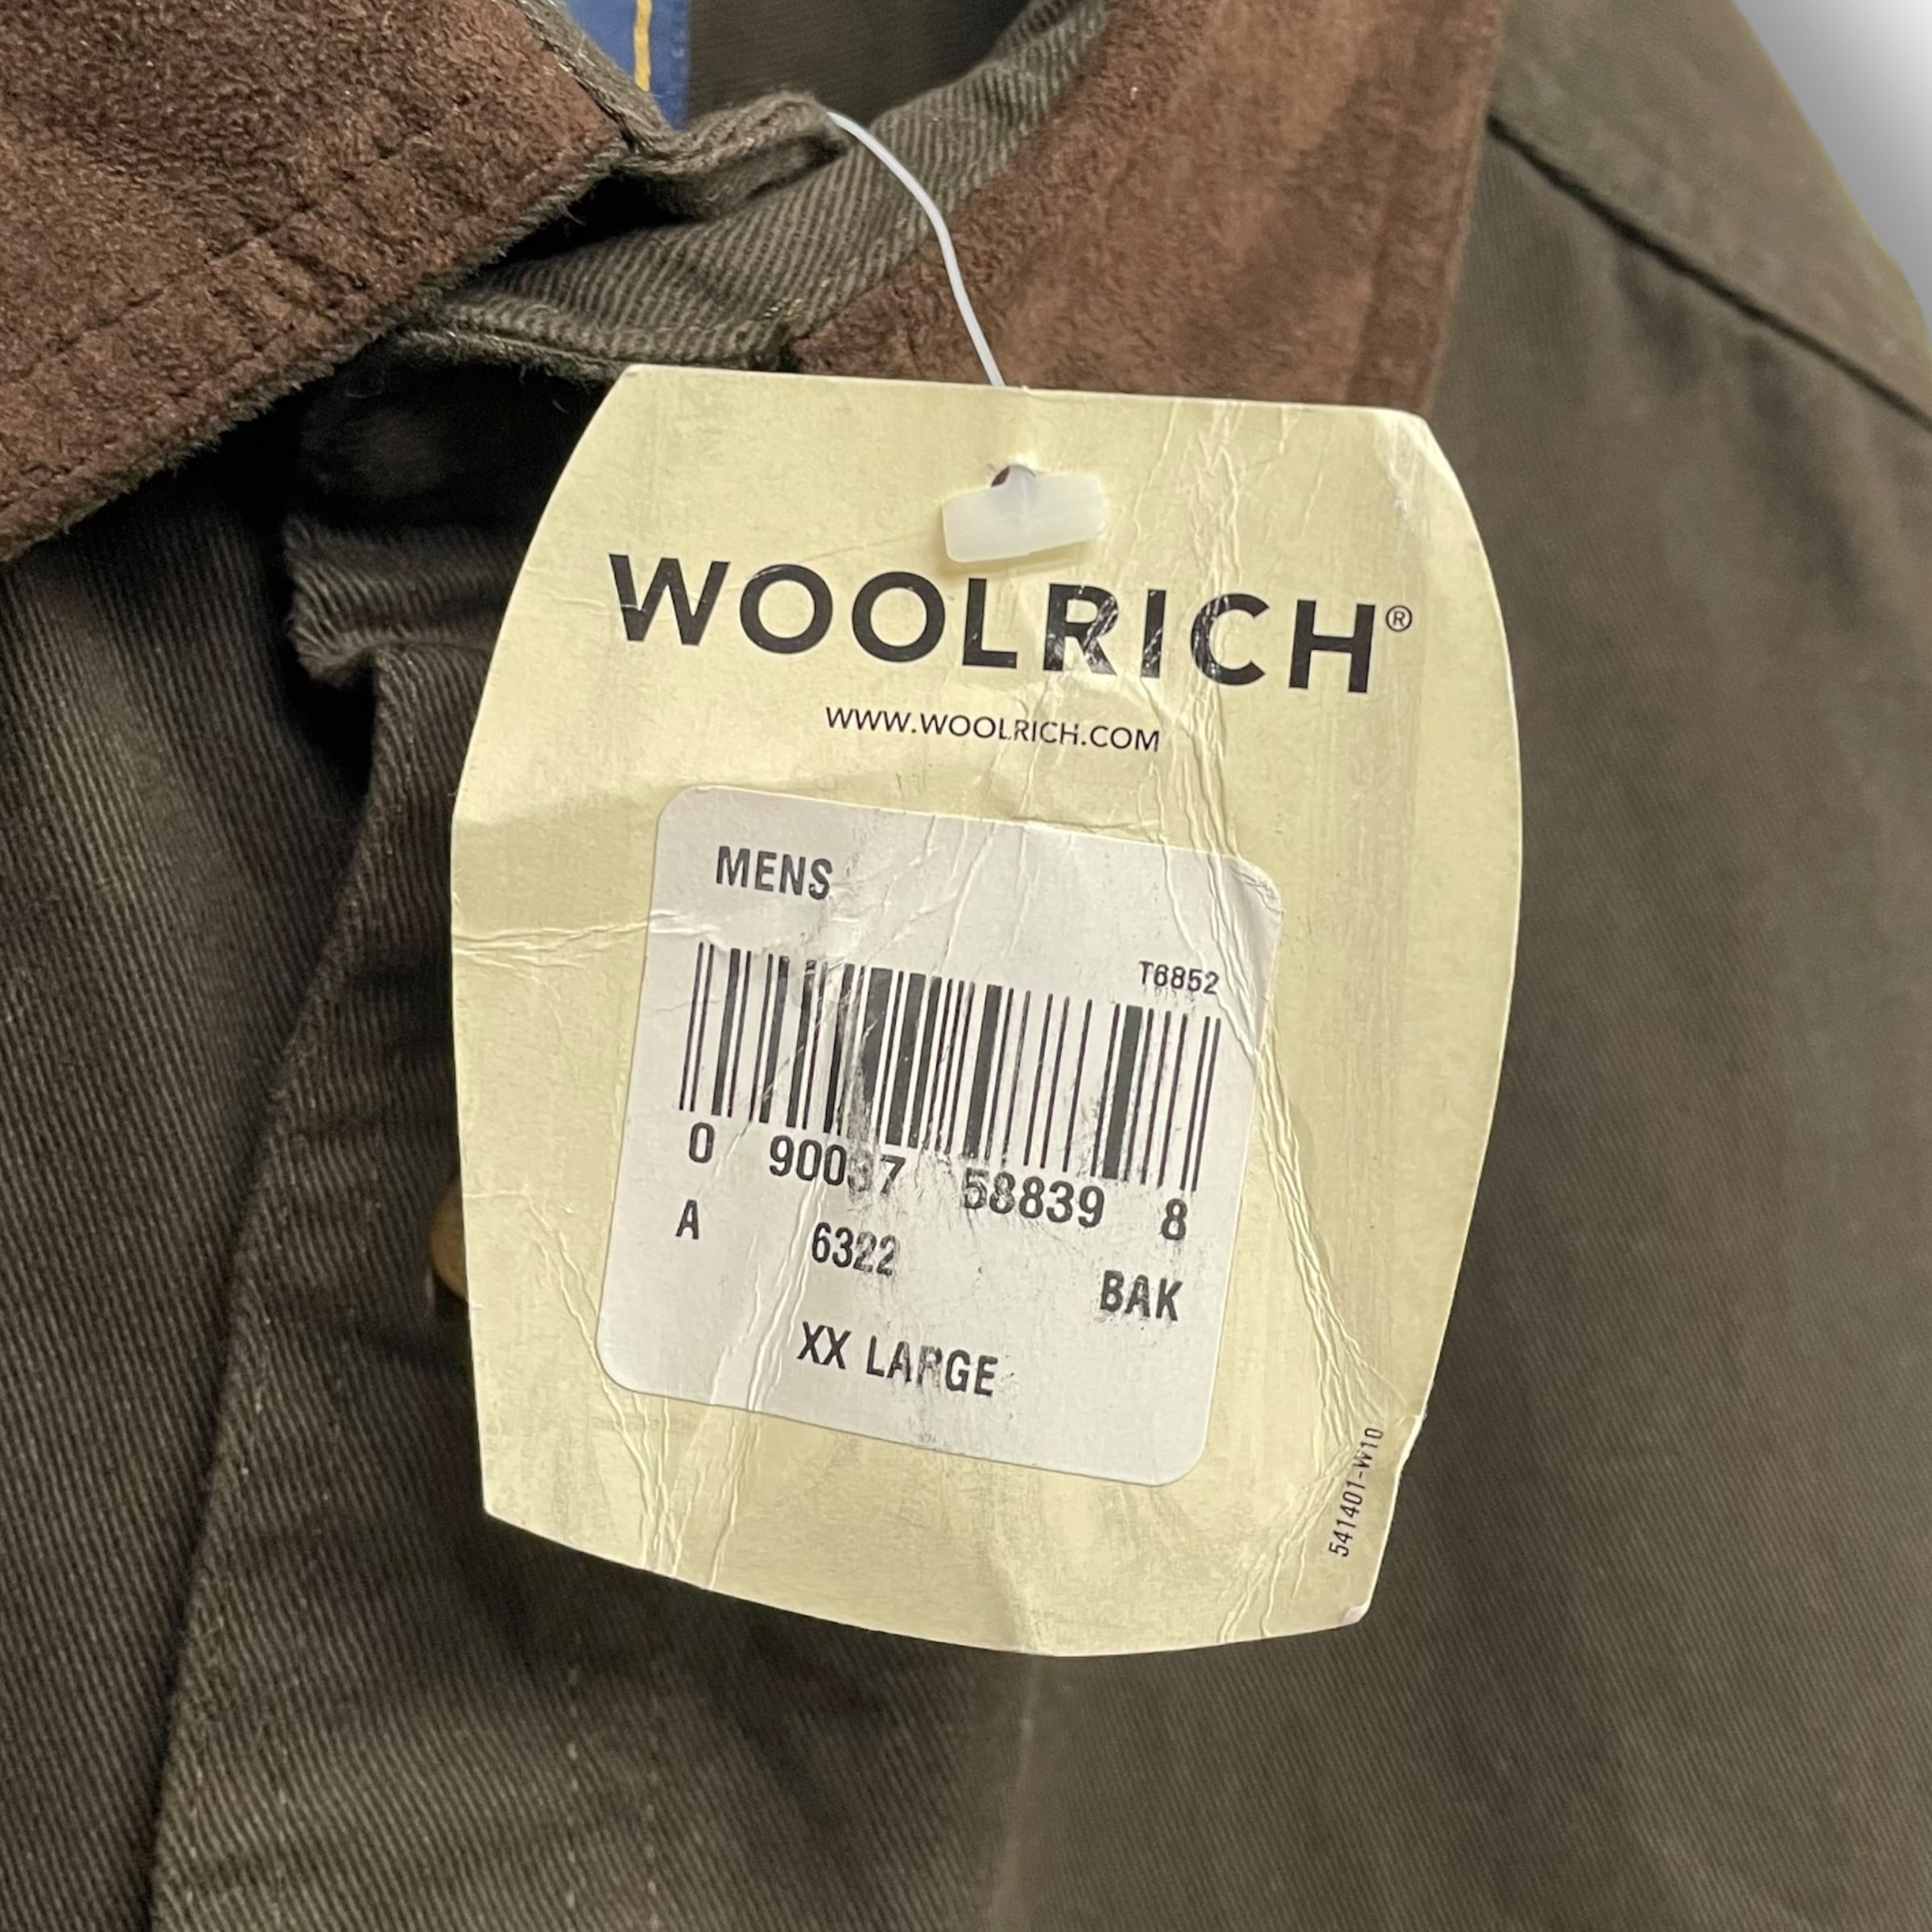 WOOLRICH®
WWW.WOOLRICH.COM
MENS
T6852
0 90037 58839 8
A 6322 BAK
XX LARGE
541401-W10